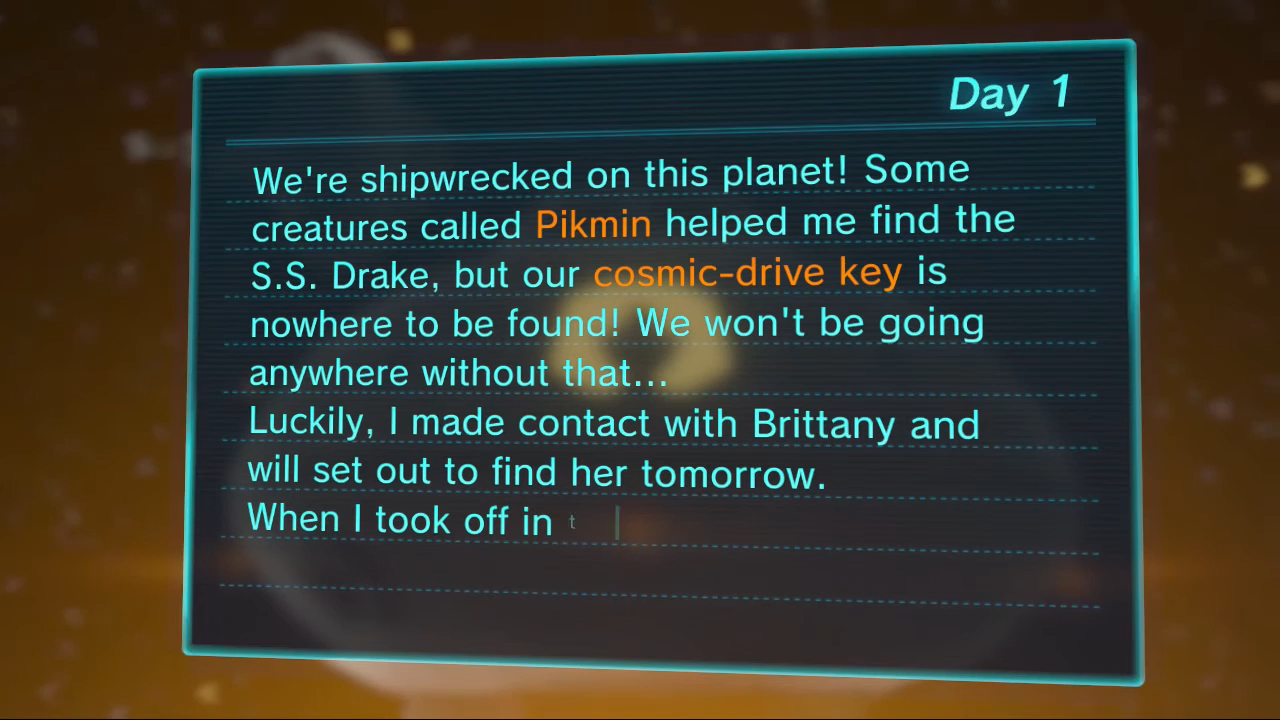 Day 1
We're shipwrecked on this planet! Some
creatures called Pikmin helped me find the
S.S. Drake, but our cosmic-drive key is
nowhere to be found! We won't be going
anywhere without that...
Luckily, I made contact with Brittany and
will set out to find her tomorrow.
When I took off in t